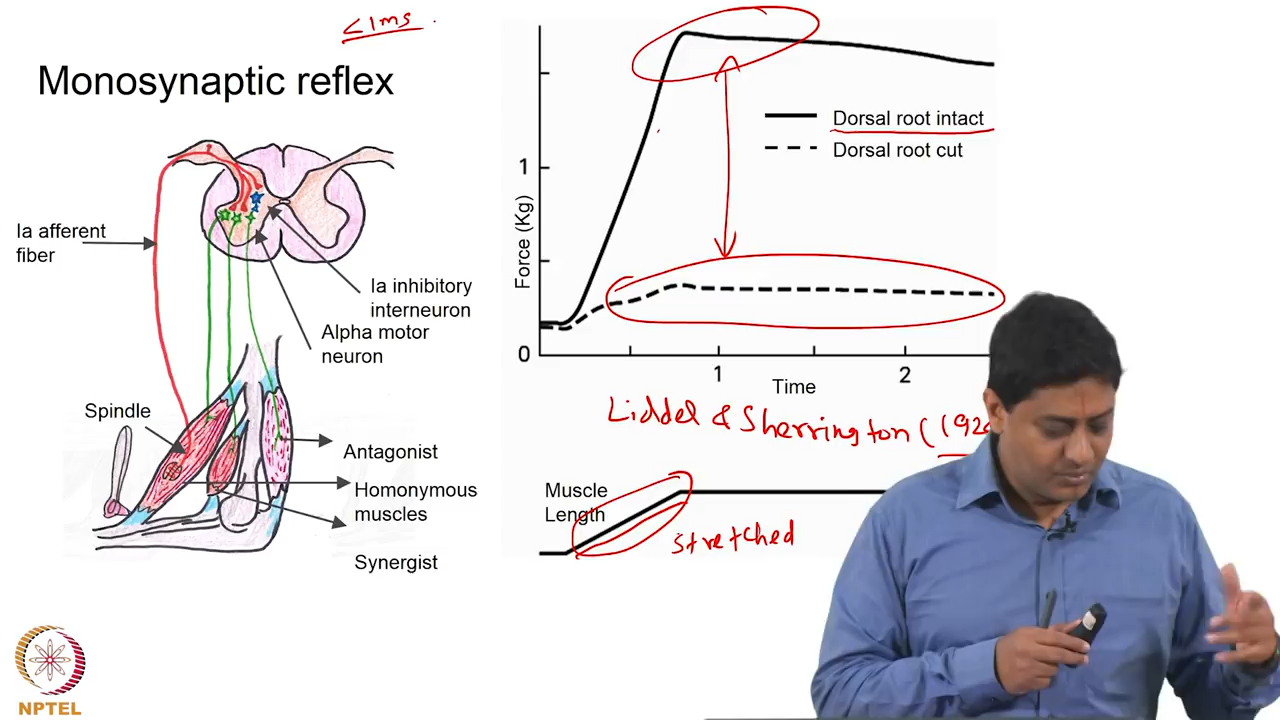 <1ms.
Monosynaptic reflex
Ia afferent
fiber
Ia inhibitory
interneuron
Alpha motor
neuron
Spindle
Antagonist
Homonymous
muscles
Synergist
Dorsal root intact
Dorsal root cut
1
0
Force (Kg)
1
2
Time
Liddel & Sherrington (192
Muscle
Length
Stretched
NPTEL